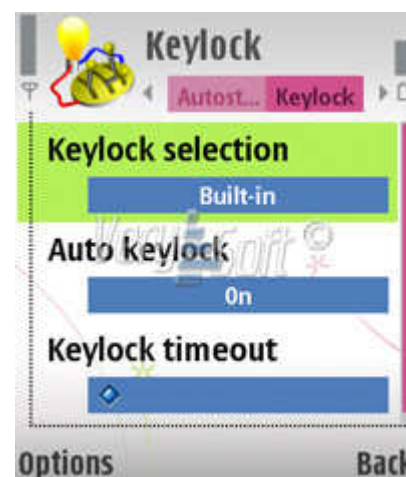 Keylock
Autost... Keylock
Keylock selection
Built-in
Auto keylock
On
Keylock timeout
Options Back